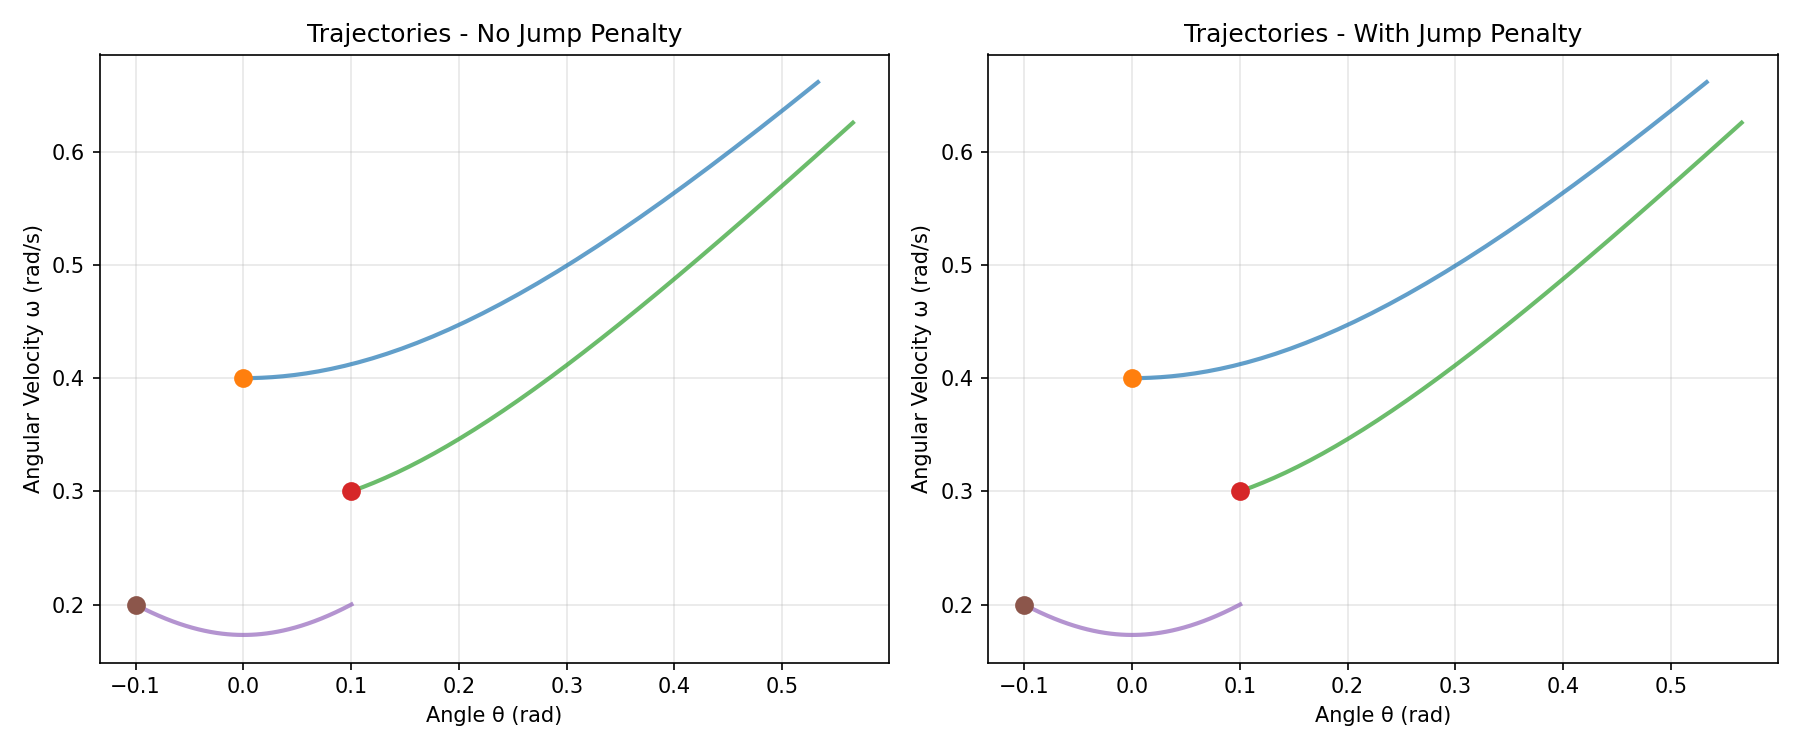 Trajectories - No Jump Penalty
Angular Velocity ω (rad/s)
0.6
0.5
0.4
0.3
0.2
−0.1 0.0 0.1 0.2 0.3 0.4 0.5
Angle θ (rad)
Trajectories - With Jump Penalty
Angular Velocity ω (rad/s)
0.6
0.5
0.4
0.3
0.2
−0.1 0.0 0.1 0.2 0.3 0.4 0.5
Angle θ (rad)